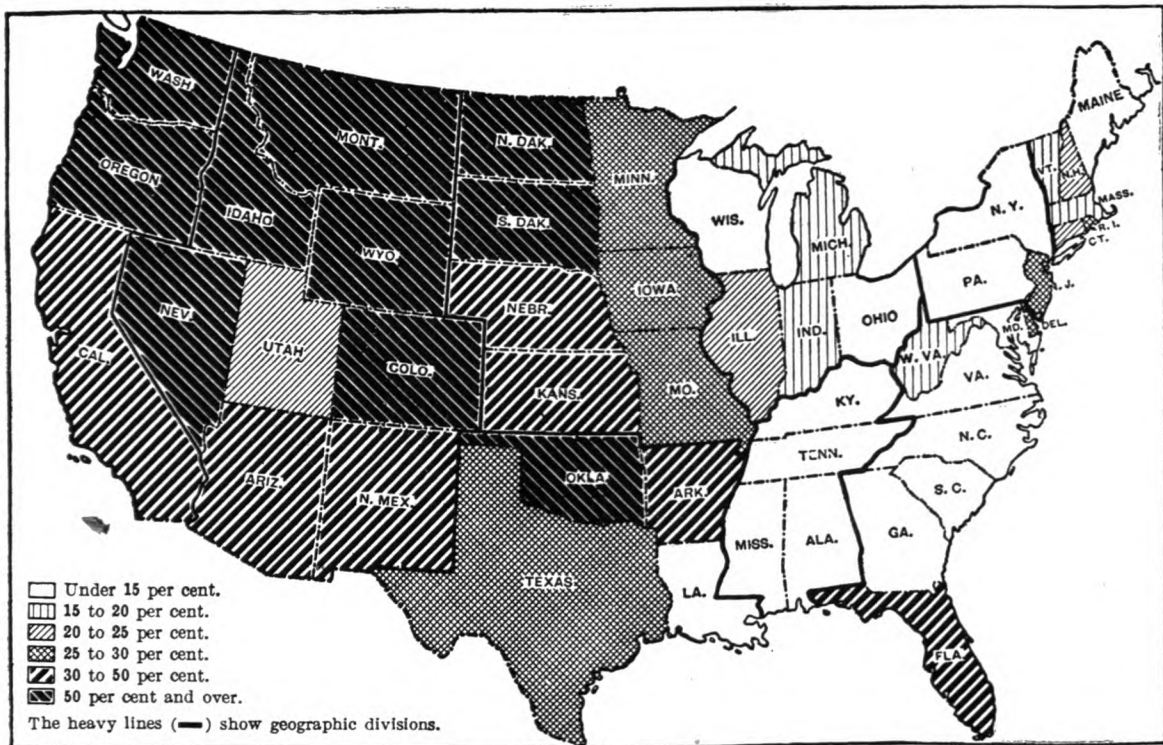 WASH
MONT.
N. DAK.
MINN.
MAINE
OREGON
IDAHO
WYO.
S. DAK.
WIS.
MICH.
N.Y.
VT.
N.H.
MASS.
R.I.
CT.
NEV.
UTAH
COLO.
NEBR.
IOWA
ILL.
IND.
OHIO
PA.
N.J.
MD.
DEL.
CAL.
KANS.
MO.
KY.
W. VA.
VA.
ARIZ.
N. MEX.
OKLA.
ARK.
TENN.
N.C.
S.C.
TEXAS
LA.
MISS.
ALA.
GA.
FLA.
Under 15 per cent.
15 to 20 per cent.
20 to 25 per cent.
25 to 30 per cent.
30 to 50 per cent.
50 per cent and over.
The heavy lines (▬) show geographic divisions.